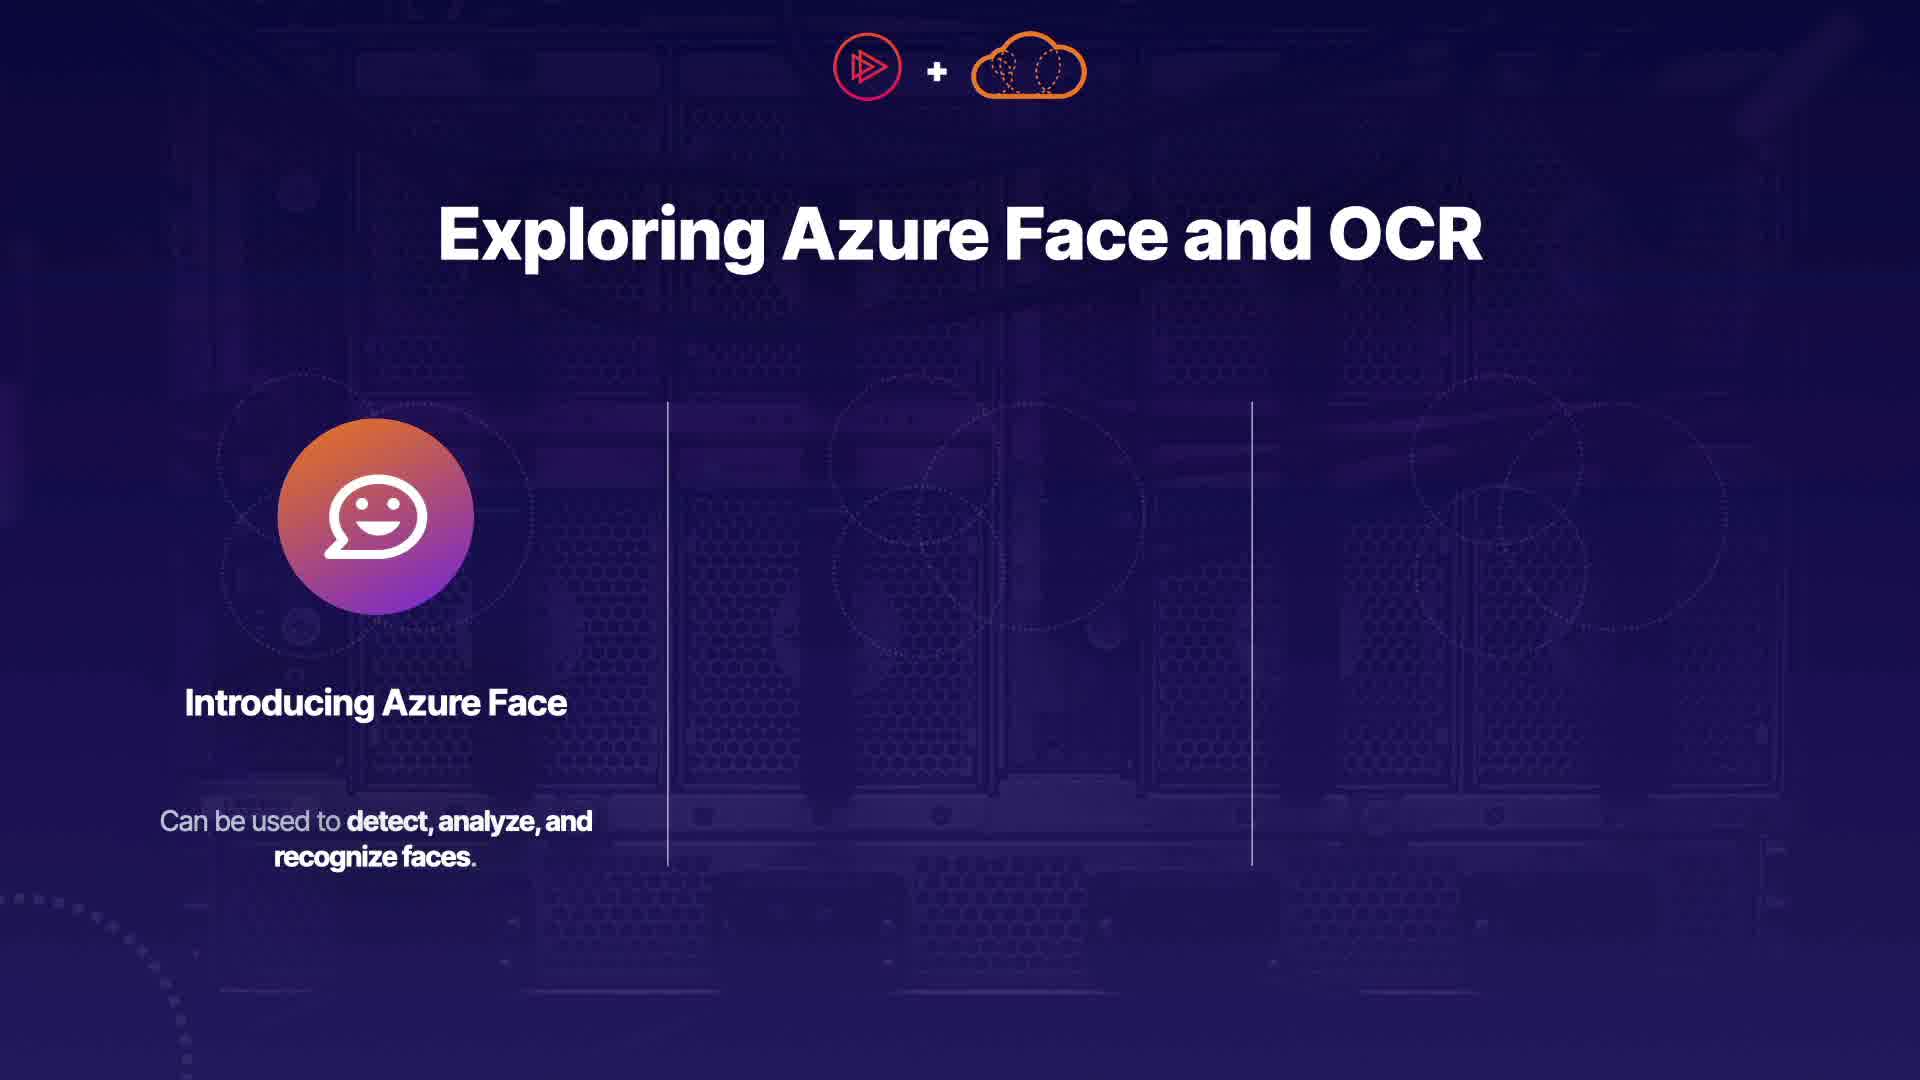 Exploring Azure Face and OCR
Introducing Azure Face
Can be used to detect, analyze, and
recognize faces.